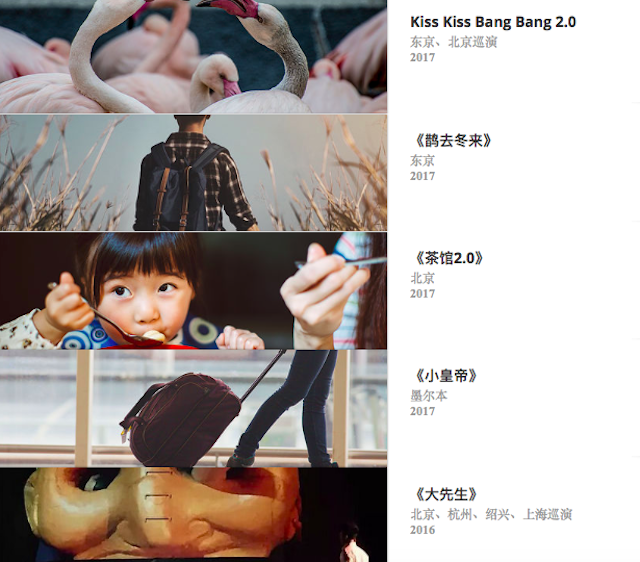 Kiss Kiss Bang Bang 2.0
东京、北京巡演
2017
《鹊去冬来》
东京
2017
《茶馆2.0》
北京
2017
《小皇帝》
墨尔本
2017
《大先生》
北京、杭州、绍兴、上海巡演
2016